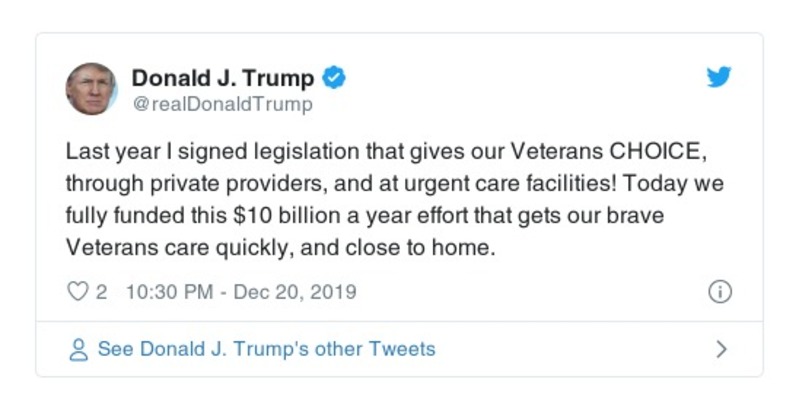 Donald J. Trump
@realDonaldTrump
Last year I signed legislation that gives our Veterans CHOICE,
through private providers, and at urgent care facilities! Today we
fully funded this $10 billion a year effort that gets our brave
Veterans care quickly, and close to home.
2 10:30 PM - Dec 20, 2019
See Donald J. Trump's other Tweets